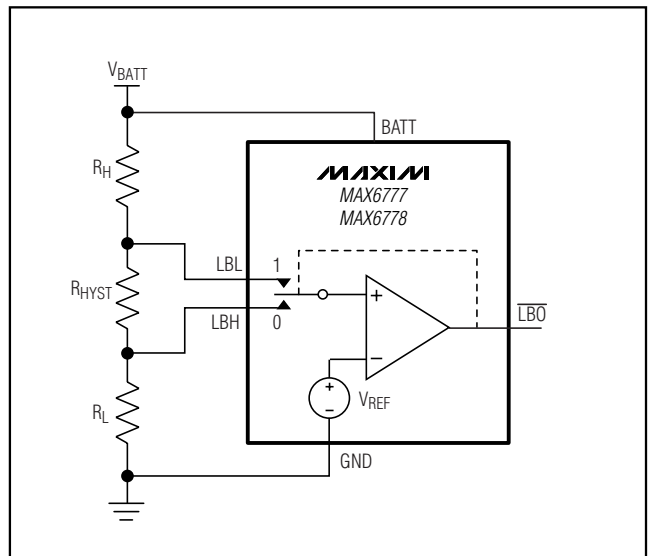 VBATT
BATT
RH
MAXIM
MAX6777
MAX6778
LBL 1
RHYST
LBH 0
+
−
LBO
+
−
VREF
RL
GND